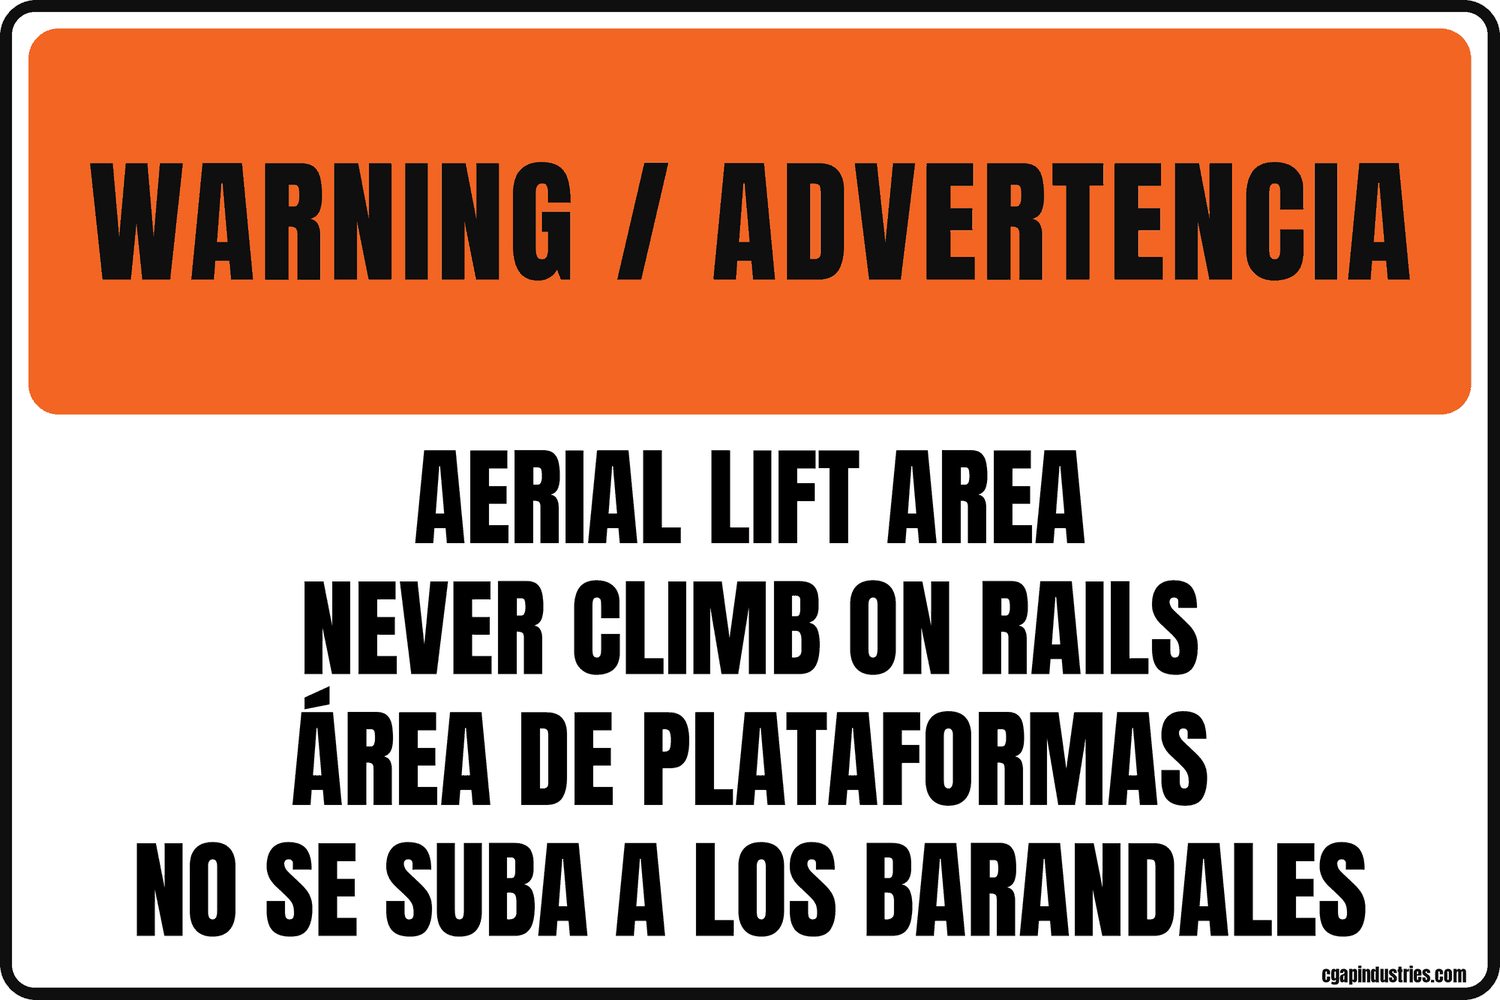 WARNING / ADVERTENCIA
AERIAL LIFT AREA
NEVER CLIMB ON RAILS
ÁREA DE PLATAFORMAS
NO SE SUBA A LOS BARANDALES
cgapindustries.com